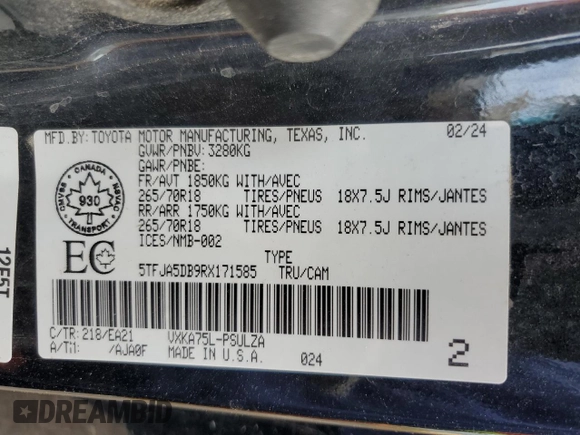 MFD.BY: TOYOTA MOTOR MANUFACTURING, TEXAS, INC. 02/24
GVWR/PNBV: 3280KG
GAWR/PNBE:
FR/AVT 1850KG WITH/AVEC
265/70R18 TIRES/PNEUS 18X7.5J RIMS/JANTES
RR/ARR 1750KG WITH/AVEC
265/70R18 TIRES/PNEUS 18X7.5J RIMS/JANTES
ICES/NMB-002
CANADA
930
TRANSPORT
NSVAC
CMVSS
EC
TYPE
5TFJA5DB9RX171585 TRU/CAM
C/TR: 218/EA21 VXKA75L-PSULZA
A/TM: /AJA0F MADE IN U.S.A. 024
2
12E5T
DREAMBID